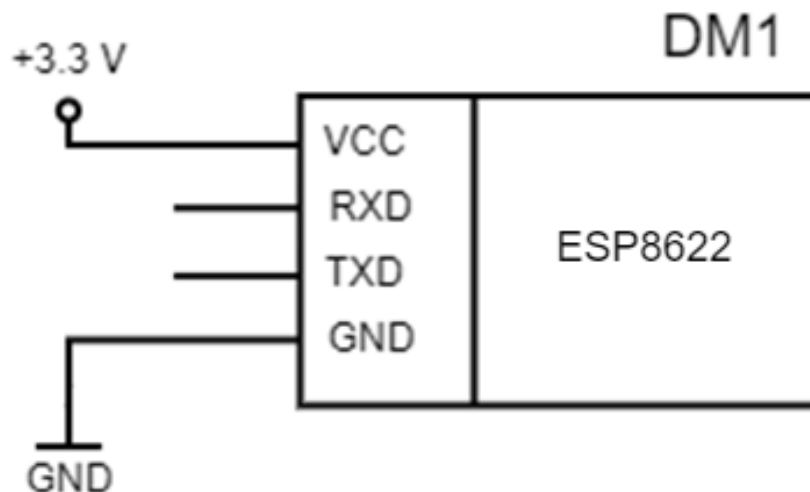 DM1
+3.3 V
VCC
RXD
TXD
GND
ESP8622
GND